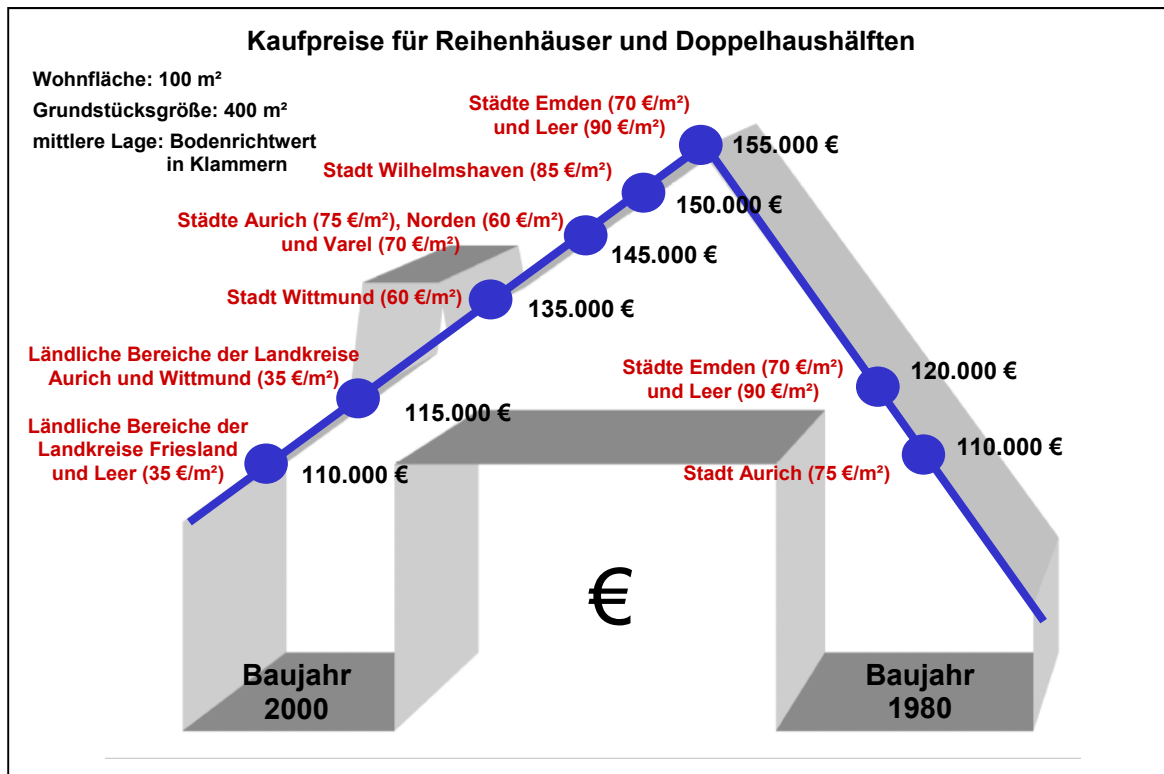 Kaufpreise für Reihenhäuser und Doppelhaushälften
Wohnfläche: 100 m²
Grundstücksgröße: 400 m²
mittlere Lage: Bodenrichtwert
in Klammern
Städte Emden (70 €/m²)
und Leer (90 €/m²)
155.000 €
Stadt Wilhelmshaven (85 €/m²)
150.000 €
Städte Aurich (75 €/m²), Norden (60 €/m²)
und Varel (70 €/m²)
145.000 €
Stadt Wittmund (60 €/m²)
135.000 €
Ländliche Bereiche der Landkreise
Aurich und Wittmund (35 €/m²)
115.000 €
Ländliche Bereiche der
Landkreise Friesland
und Leer (35 €/m²)
110.000 €
Städte Emden (70 €/m²)
und Leer (90 €/m²)
120.000 €
Stadt Aurich (75 €/m²)
110.000 €
€
Baujahr
2000
Baujahr
1980